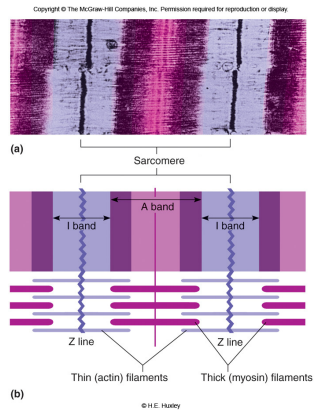 Copyright © The McGraw-Hill Companies, Inc. Permission required for reproduction or display.
(a)
Sarcomere
A band
I band
I band
Z line
Z line
Thin (actin) filaments
Thick (myosin) filaments
(b)
© H.E. Huxley